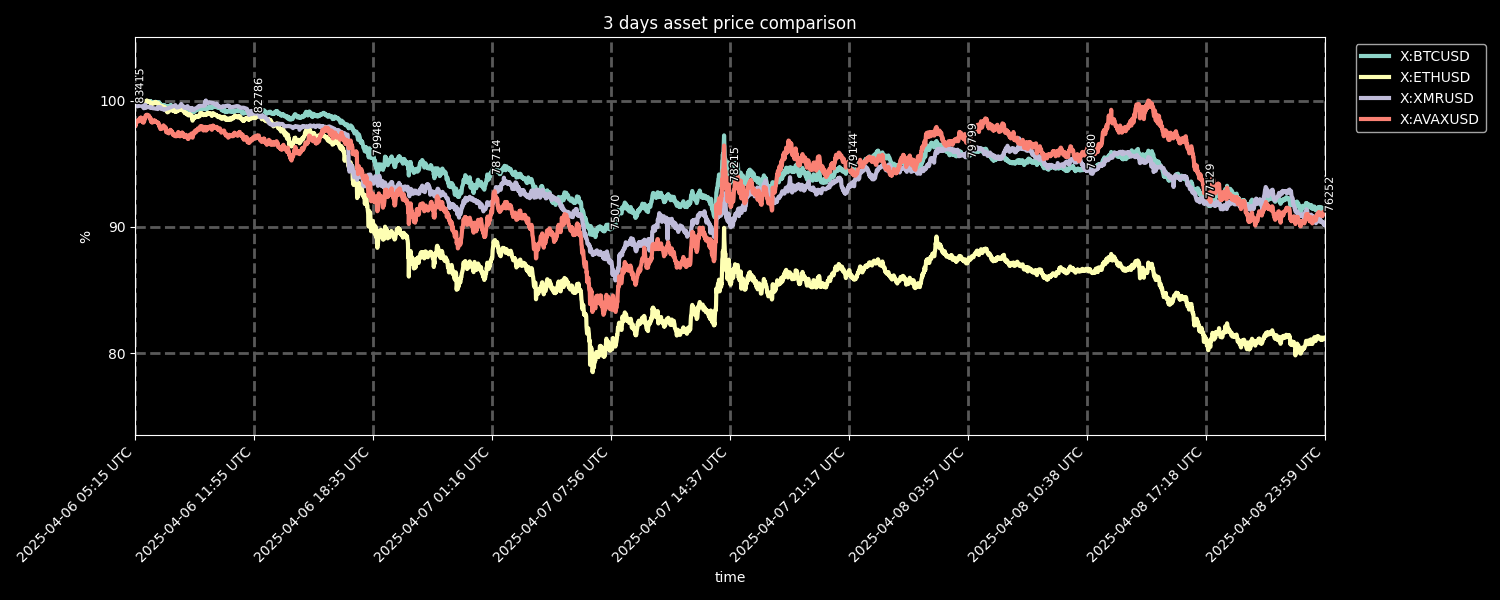 3 days asset price comparison
X:BTCUSD
X:ETHUSD
X:XMRUSD
X:AVAXUSD
%
100
90
80
83415
82786
79948
78714
75070
78215
79144
79799
79080
77129
76252
2025-04-06 05:15 UTC
2025-04-06 11:55 UTC
2025-04-06 18:35 UTC
2025-04-07 01:16 UTC
2025-04-07 07:56 UTC
2025-04-07 14:37 UTC
2025-04-07 21:17 UTC
2025-04-08 03:57 UTC
2025-04-08 10:38 UTC
2025-04-08 17:18 UTC
2025-04-08 23:59 UTC
time